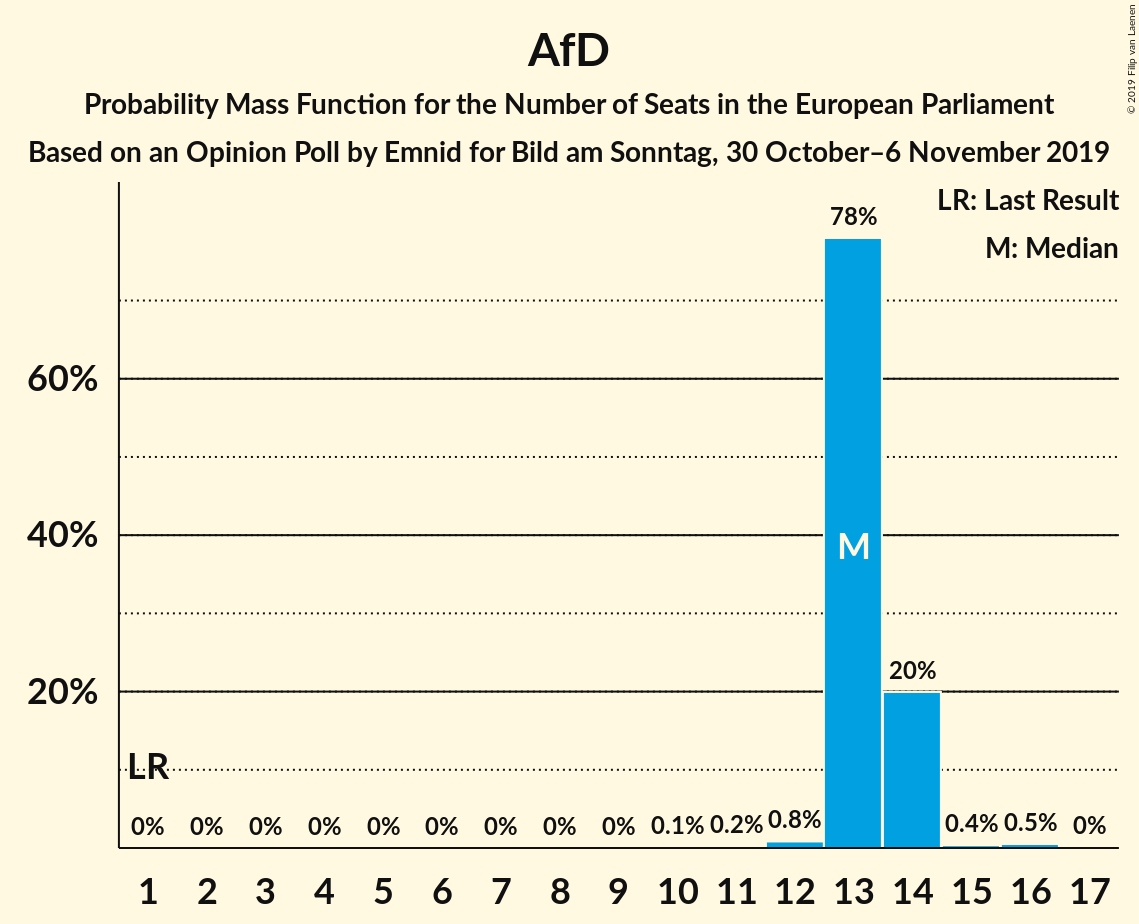 AfD
Probability Mass Function for the Number of Seats in the European Parliament
Based on an Opinion Poll by Emnid for Bild am Sonntag, 30 October–6 November 2019
© 2019 Filip van Laenen
LR: Last Result
M: Median
78%
60%
40%
M
20%
20%
LR
0% 0% 0% 0% 0% 0% 0% 0% 0% 0.1% 0.2% 0.8% 0.4% 0.5% 0%
1 2 3 4 5 6 7 8 9 10 11 12 13 14 15 16 17